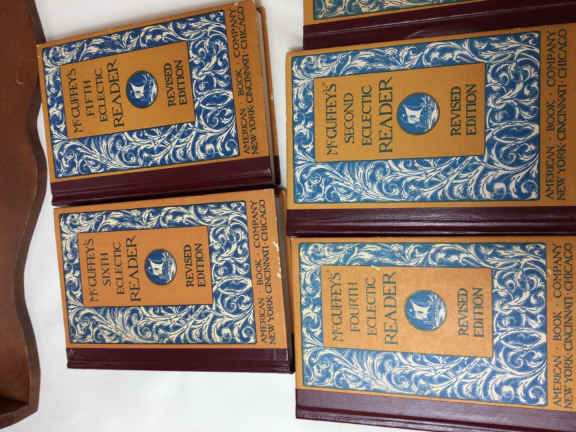 McGUFFEY'S
FIFTH
ECLECTIC
READER
REVISED
EDITION
AMERICAN · BOOK · COMPANY
NEW YORK · CINCINNATI · CHICAGO
McGUFFEY'S
SECOND
ECLECTIC
READER
REVISED
EDITION
AMERICAN · BOOK · COMPANY
NEW YORK · CINCINNATI · CHICAGO
McGUFFEY'S
SIXTH
ECLECTIC
READER
REVISED
EDITION
AMERICAN · BOOK · COMPANY
NEW YORK · CINCINNATI · CHICAGO
McGUFFEY'S
FOURTH
ECLECTIC
READER
REVISED
EDITION
AMERICAN · BOOK · COMPANY
NEW YORK · CINCINNATI · CHICAGO